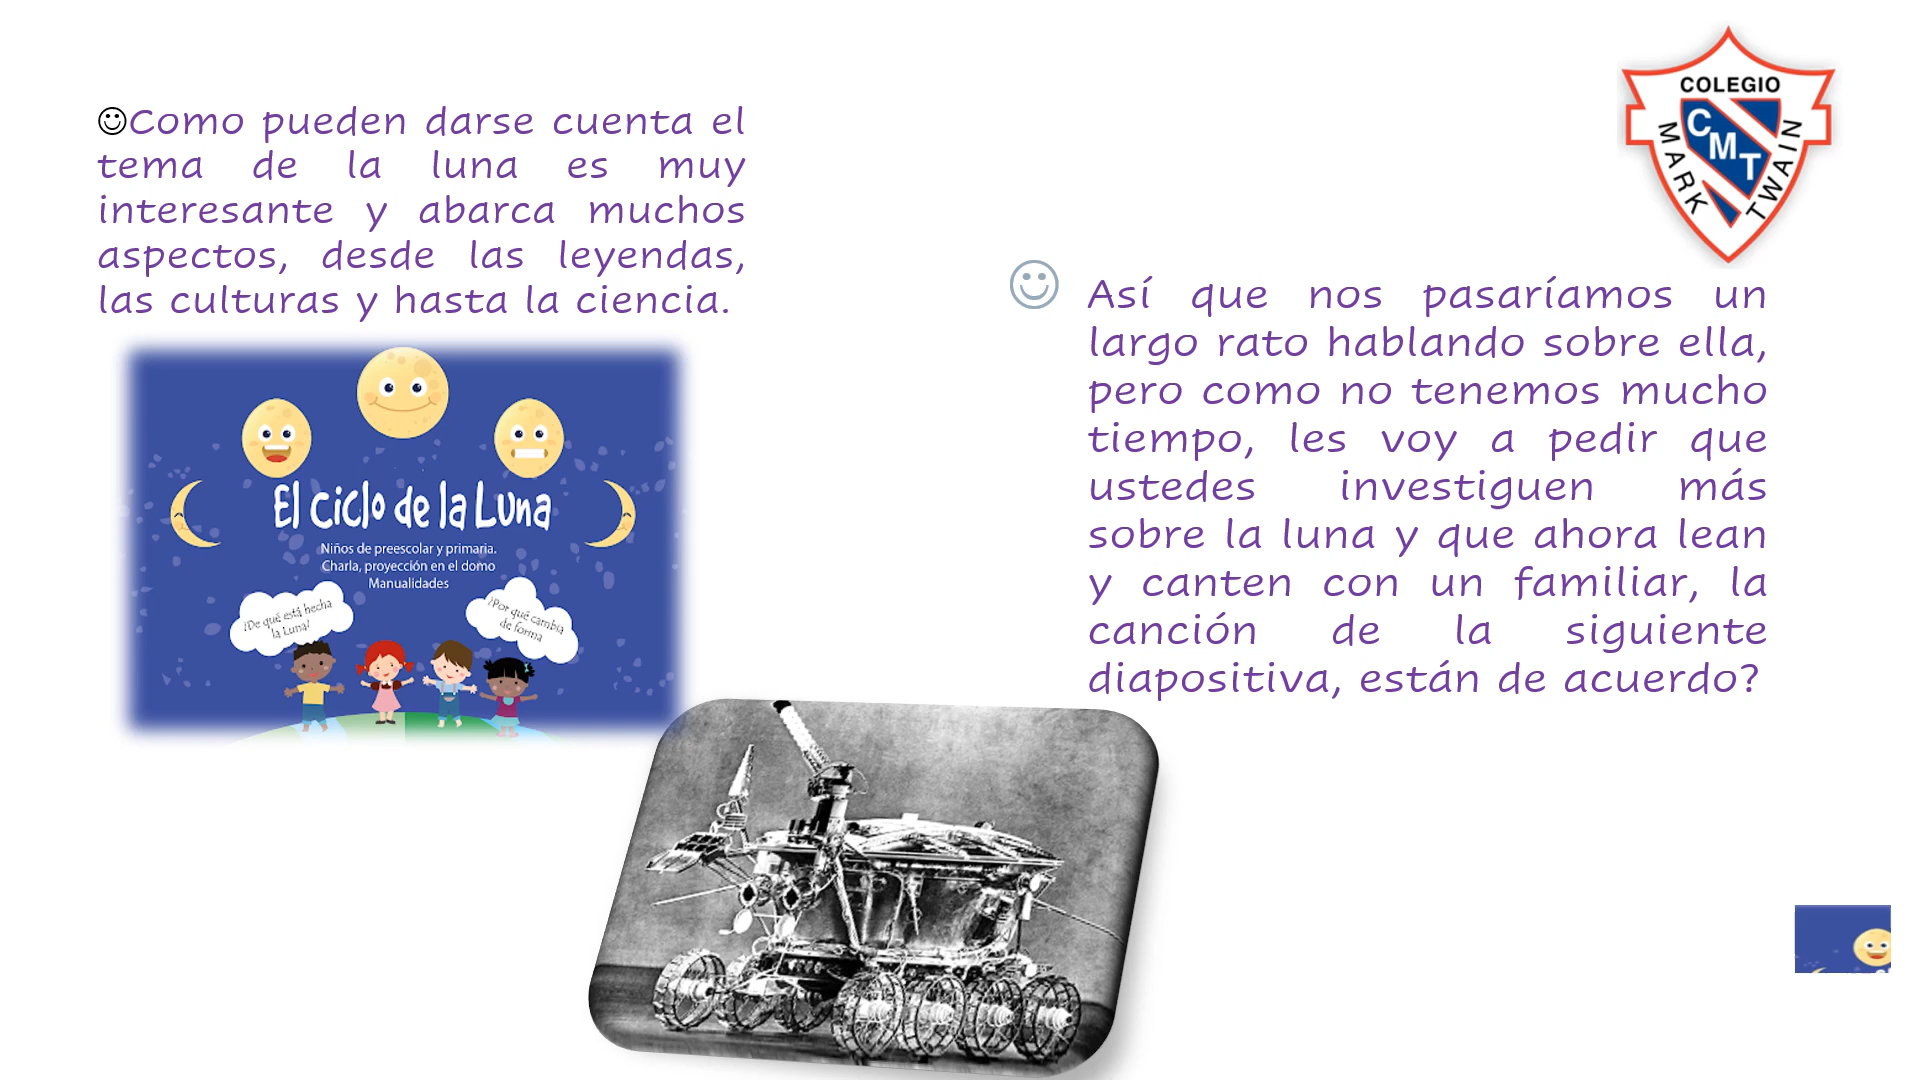 Como pueden darse cuenta el
tema de la luna es muy
interesante y abarca muchos
aspectos, desde las leyendas,
las culturas y hasta la ciencia.
El Ciclo de la Luna
Niños de preescolar y primaria.
Charla, proyección en el domo
Manualidades
¿De qué está hecha
la Luna?
¿Por qué cambia
de forma
COLEGIO
MARK TWAIN
CMT
Así que nos pasaríamos un
largo rato hablando sobre ella,
pero como no tenemos mucho
tiempo, les voy a pedir que
ustedes investiguen más
sobre la luna y que ahora lean
y canten con un familiar, la
canción de la siguiente
diapositiva, están de acuerdo?